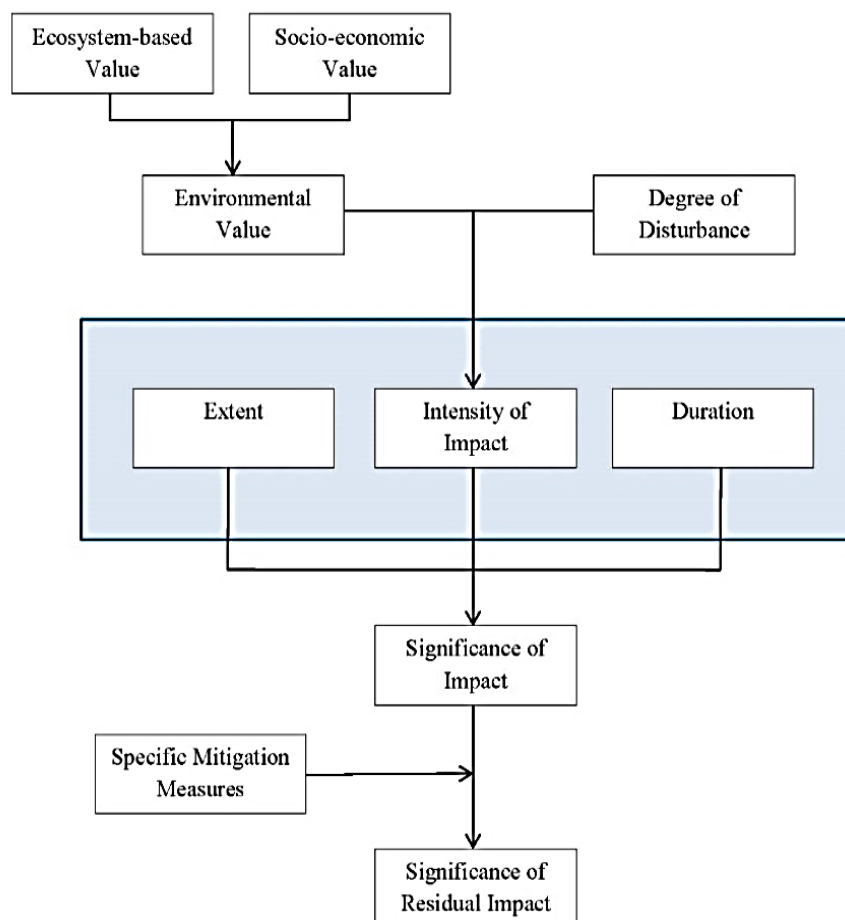 Ecosystem-based
Value
Socio-economic
Value
Environmental
Value
Degree of
Disturbance
Extent
Intensity of
Impact
Duration
Significance of
Impact
Specific Mitigation
Measures
Significance of
Residual Impact